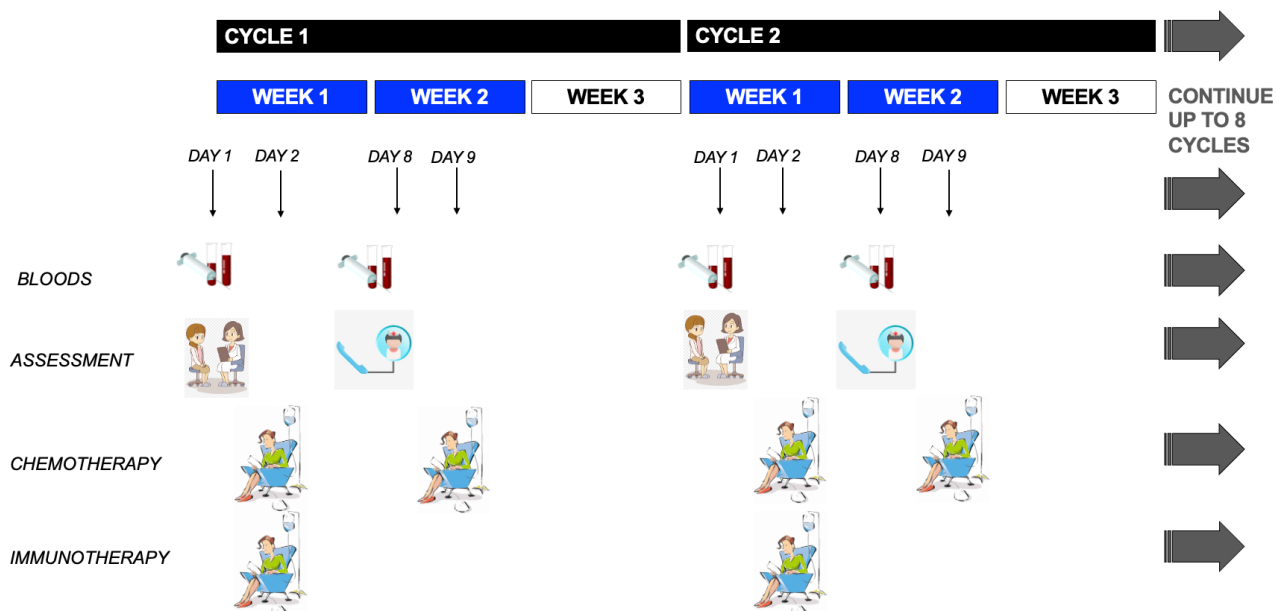 CYCLE 1
CYCLE 2
WEEK 1
WEEK 2
WEEK 3
WEEK 1
WEEK 2
WEEK 3
CONTINUE
UP TO 8
CYCLES
DAY 1
DAY 2
DAY 8
DAY 9
DAY 1
DAY 2
DAY 8
DAY 9
BLOODS
ASSESSMENT
CHEMOTHERAPY
IMMUNOTHERAPY